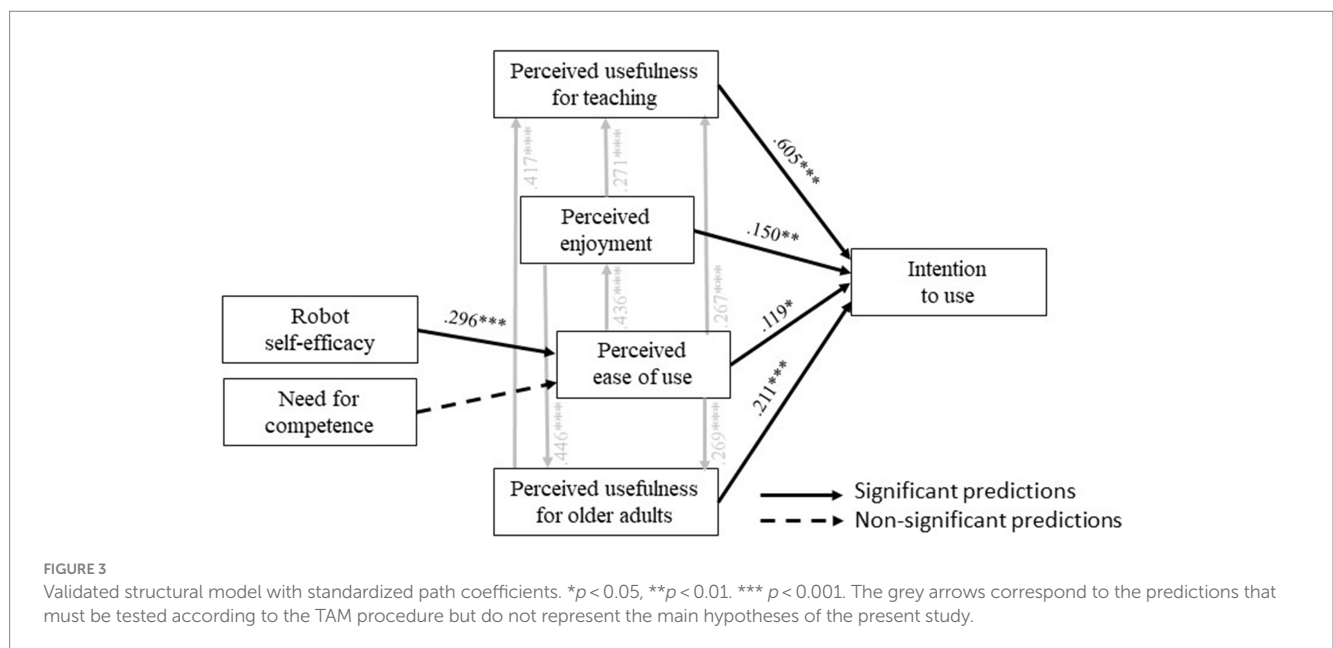 Perceived usefulness
for teaching
.417***
.271***
.605***
Perceived
enjoyment
.150**
Intention
to use
.436***
.267***
Robot
self-efficacy
.296***
.119*
Perceived
ease of use
Need for
competence
.211***
.446***
.269***
Perceived usefulness
for older adults
Significant predictions
Non-significant predictions
FIGURE 3
Validated structural model with standardized path coefficients. *p < 0.05, **p < 0.01. *** p < 0.001. The grey arrows correspond to the predictions that
must be tested according to the TAM procedure but do not represent the main hypotheses of the present study.